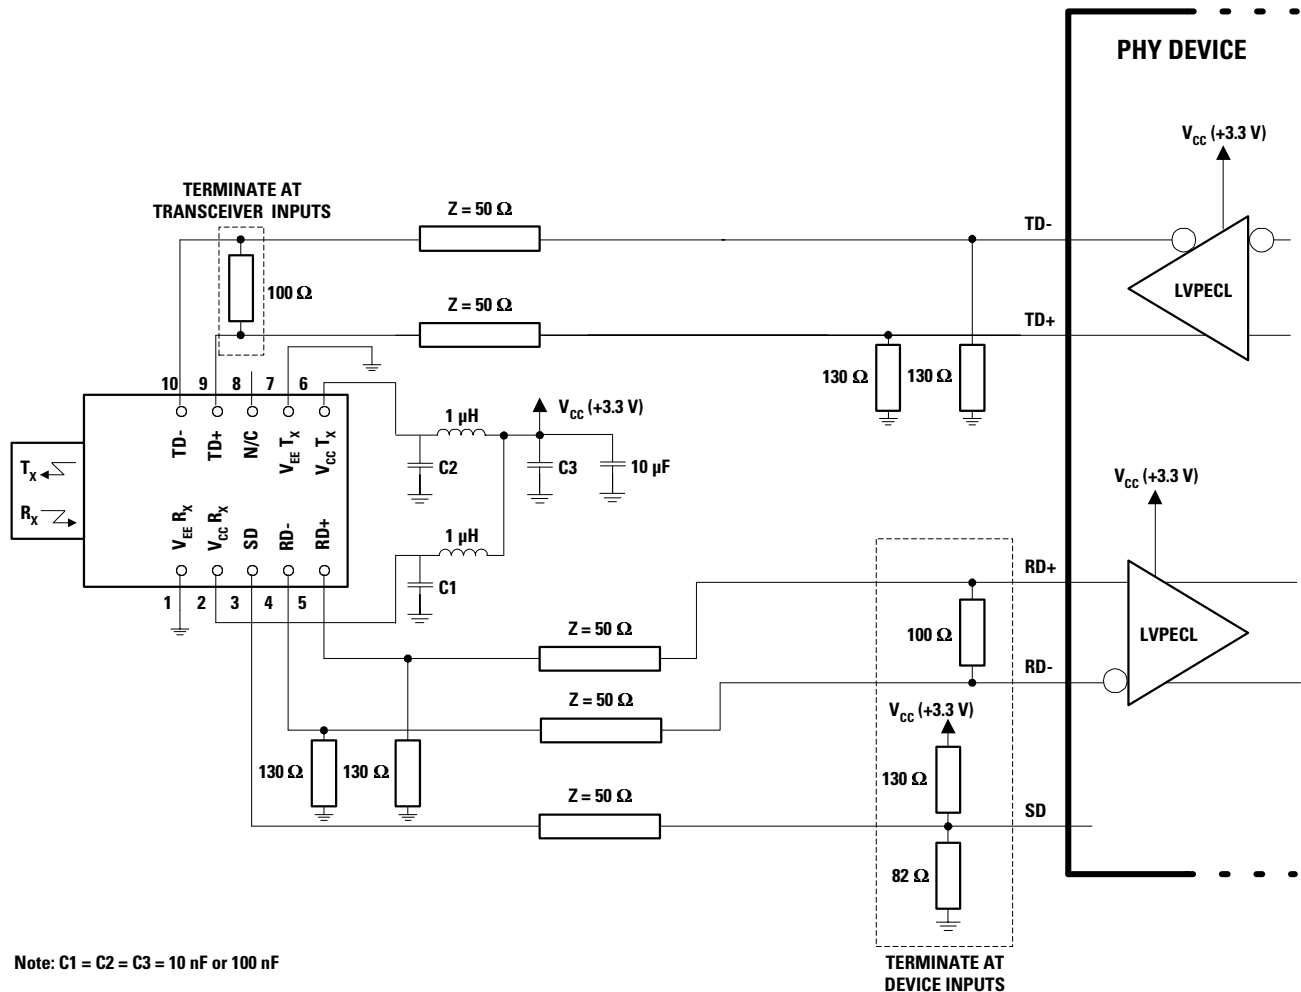 PHY DEVICE
V_CC (+3.3 V)
TERMINATE AT
TRANSCEIVER INPUTS
Z = 50 Ω
TD-
LVPECL
100 Ω
Z = 50 Ω
TD+
130 Ω
130 Ω
10
9
8
7
6
TD-
TD+
N/C
V_EE T_X
V_CC T_X
1 µH
V_CC (+3.3 V)
C2
C3
10 µF
T_X
R_X
V_EE R_X
V_CC R_X
SD
RD-
RD+
1 µH
C1
1
2
3
4
5
V_CC (+3.3 V)
RD+
Z = 50 Ω
100 Ω
LVPECL
RD-
Z = 50 Ω
V_CC (+3.3 V)
130 Ω
130 Ω
130 Ω
Z = 50 Ω
SD
82 Ω
Note: C1 = C2 = C3 = 10 nF or 100 nF
TERMINATE AT
DEVICE INPUTS